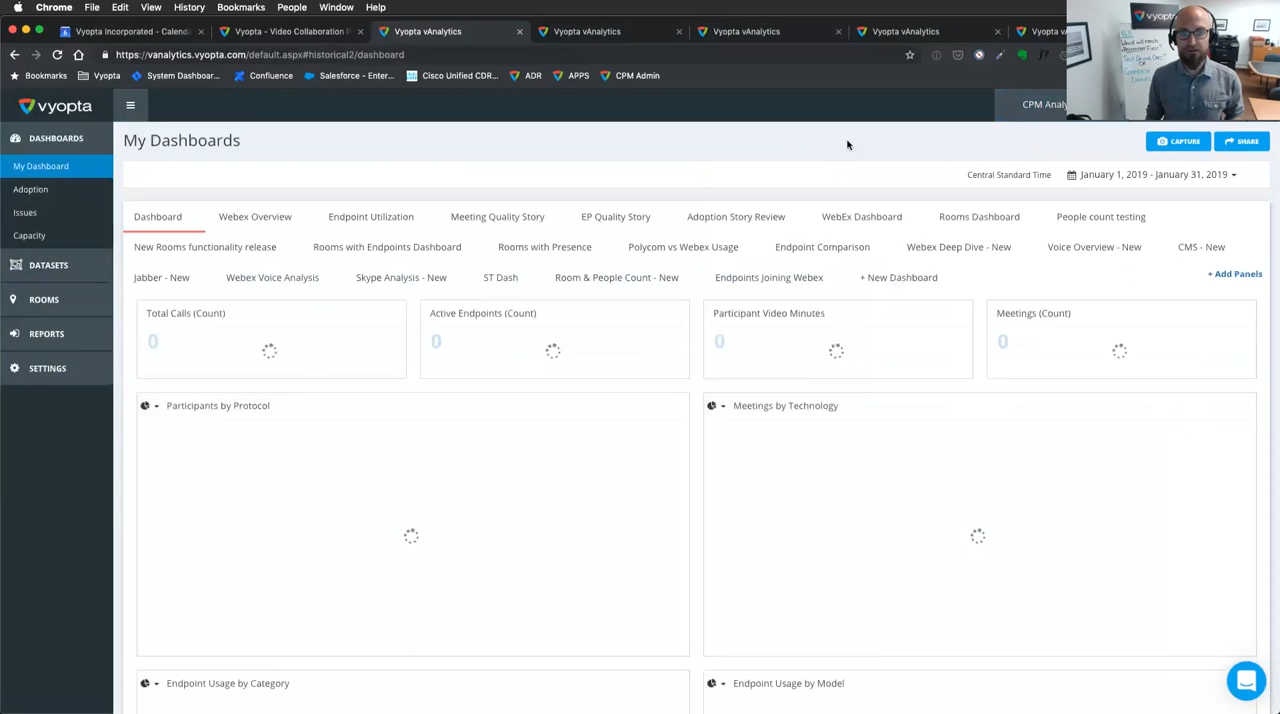 Chrome File Edit View History Bookmarks People Window Help
Vyopta Incorporated - Calend
Vyopta - Video Collaboration P
Vyopta vAnalytics
Vyopta vAnalytics
Vyopta vAnalytics
Vyopta vAnalytics
Vyopta vA
https://vanalytics.vyopta.com/default.aspx#historical2/dashboard
Bookmarks Vyopta System Dashboar... Confluence Salesforce - Enter... Cisco Unified CDR... ADR APPS CPM Admin
vyopta
vyopta
CPM Analy
DASHBOARDS
My Dashboard
Adoption
Issues
Capacity
DATASETS
ROOMS
REPORTS
SETTINGS
My Dashboards
CAPTURE SHARE
Central Standard Time January 1, 2019 - January 31, 2019
Dashboard Webex Overview Endpoint Utilization Meeting Quality Story EP Quality Story Adoption Story Review WebEx Dashboard Rooms Dashboard People count testing
New Rooms functionality release Rooms with Endpoints Dashboard Rooms with Presence Polycom vs Webex Usage Endpoint Comparison Webex Deep Dive - New Voice Overview - New CMS - New
Jabber - New Webex Voice Analysis Skype Analysis - New ST Dash Room & People Count - New Endpoints Joining Webex + New Dashboard
+ Add Panels
Total Calls (Count) Active Endpoints (Count) Participant Video Minutes Meetings (Count)
0 0 0 0
Participants by Protocol Meetings by Technology
Endpoint Usage by Category Endpoint Usage by Model